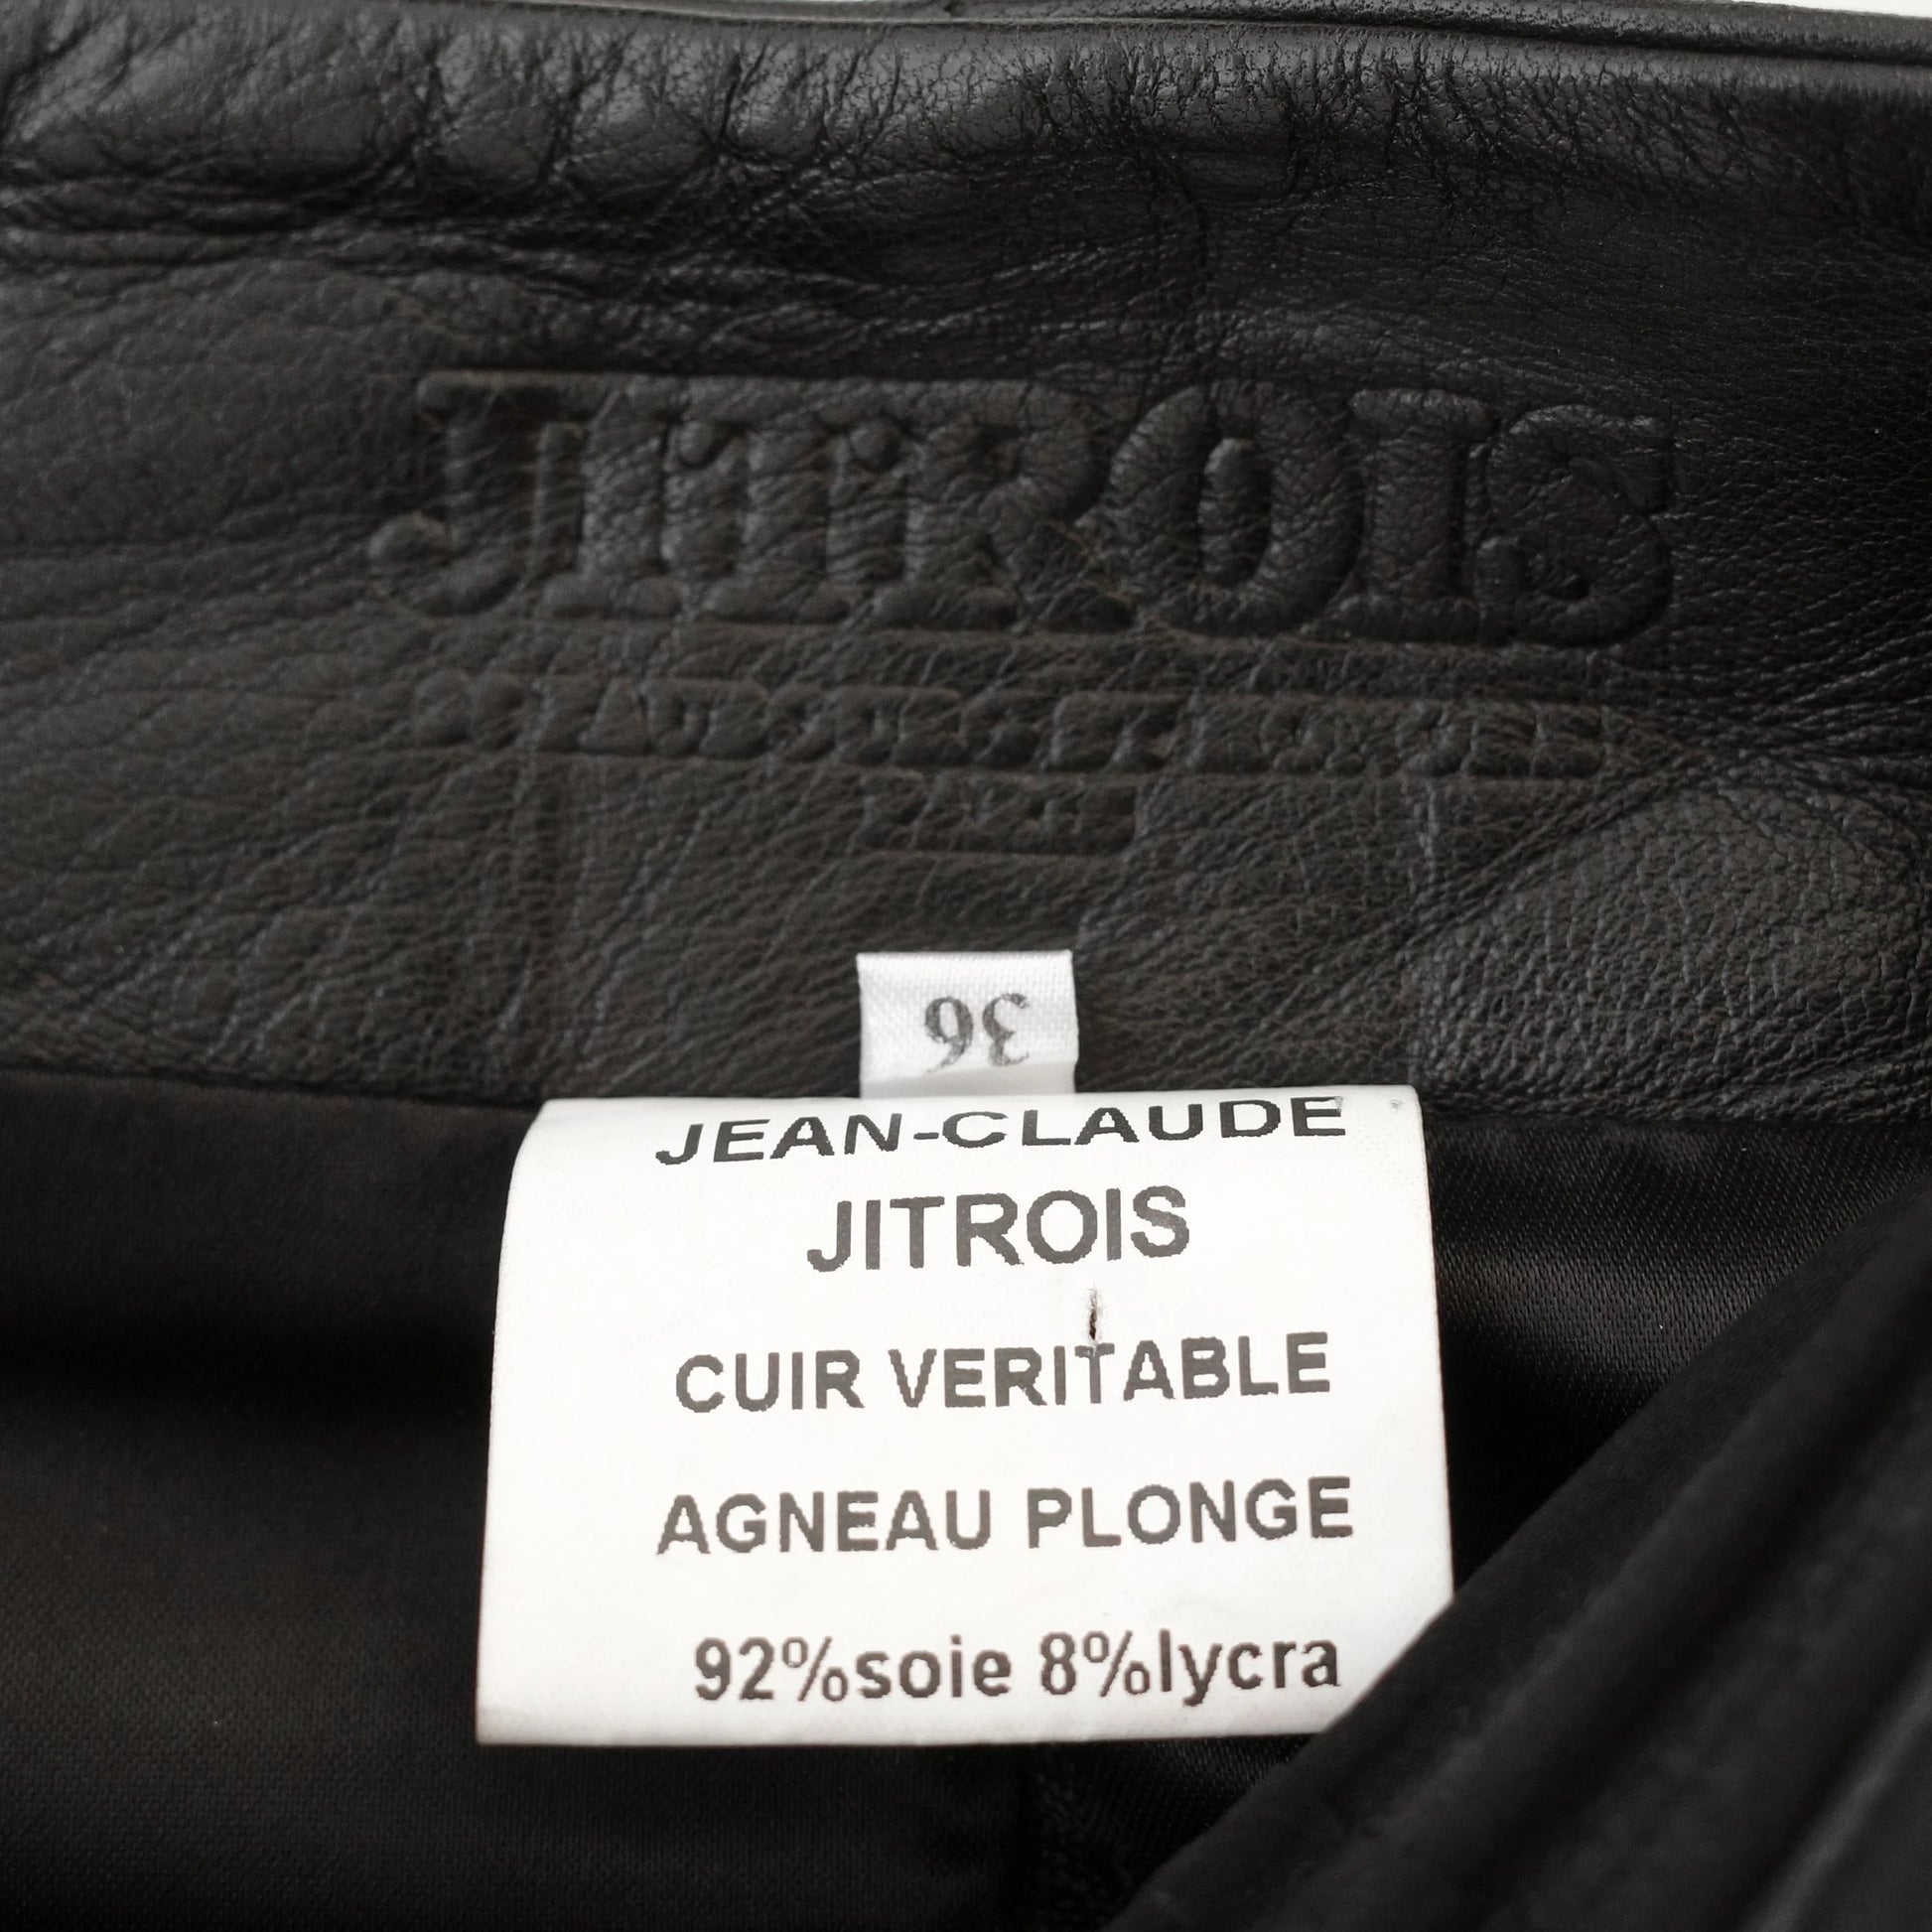 JITROIS
36
JEAN-CLAUDE
JITROIS
CUIR VERITABLE
AGNEAU PLONGE
92%soie 8%lycra